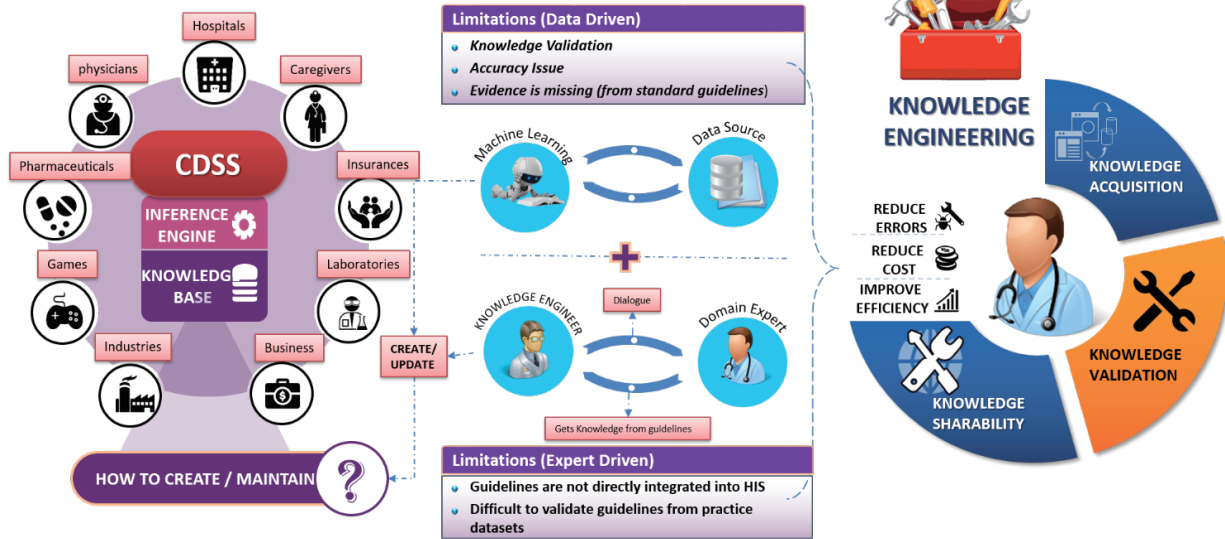 Hospitals
physicians
Caregivers
Pharmaceuticals
CDSS
Insurances
INFERENCE
ENGINE
Games
KNOWLEDG
BASE
Laboratories
Industries
Business
HOW TO CREATE / MAINTAIN
?
CREATE/
UPDATE
Limitations (Data Driven)
Knowledge Validation
Accuracy Issue
Evidence is missing (from standard guidelines)
Machine Learning
Data Source
KNOWLEDGE ENGINEER
Dialogue
Domain Expert
Gets Knowledge from guidelines
Limitations (Expert Driven)
Guidelines are not directly integrated into HIS
Difficult to validate guidelines from practice
datasets
KNOWLEDGE
ENGINEERING
KNOWLEDGE
ACQUISITION
REDUCE
ERRORS
REDUCE
COST
IMPROVE
EFFICIENCY
KNOWLEDGE
VALIDATION
KNOWLEDGE
SHARABILITY